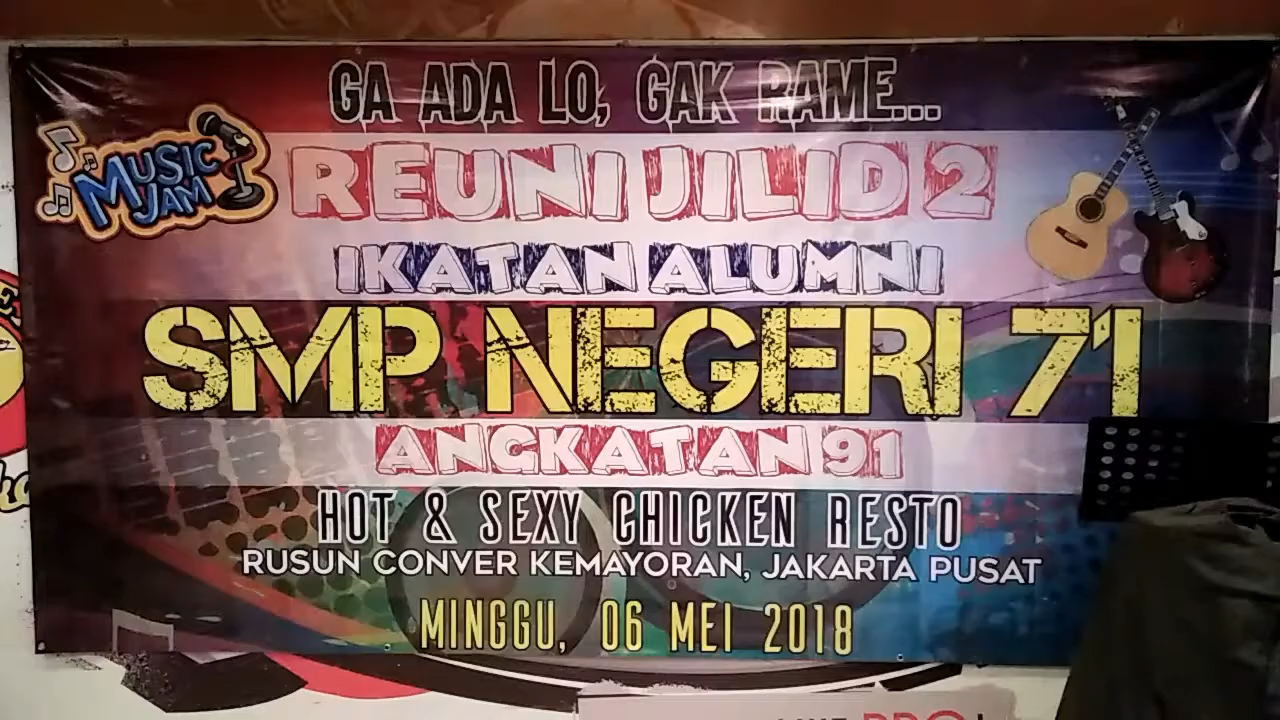 GA ADA LO, GAK RAME...
MUSIC
JAM
REUNI JILID 2
IKATAN ALUMNI
SMP NEGERI 71
ANGKATAN 91
HOT & SEXY CHICKEN RESTO
RUSUN CONVER KEMAYORAN, JAKARTA PUSAT
MINGGU, 06 MEI 2018